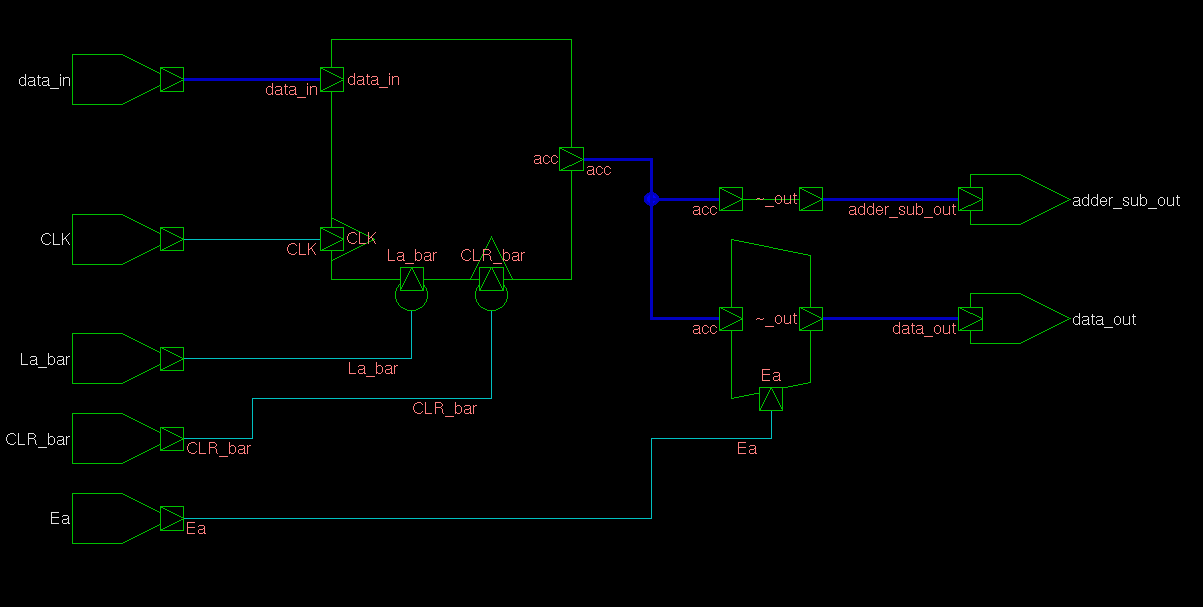 data_in
data_in
data_in
acc
acc
acc
~_out
adder_sub_out
adder_sub_out
CLK
CLK
CLK
La_bar
CLR_bar
acc
~_out
data_out
data_out
La_bar
La_bar
Ea
CLR_bar
CLR_bar
CLR_bar
Ea
Ea
Ea